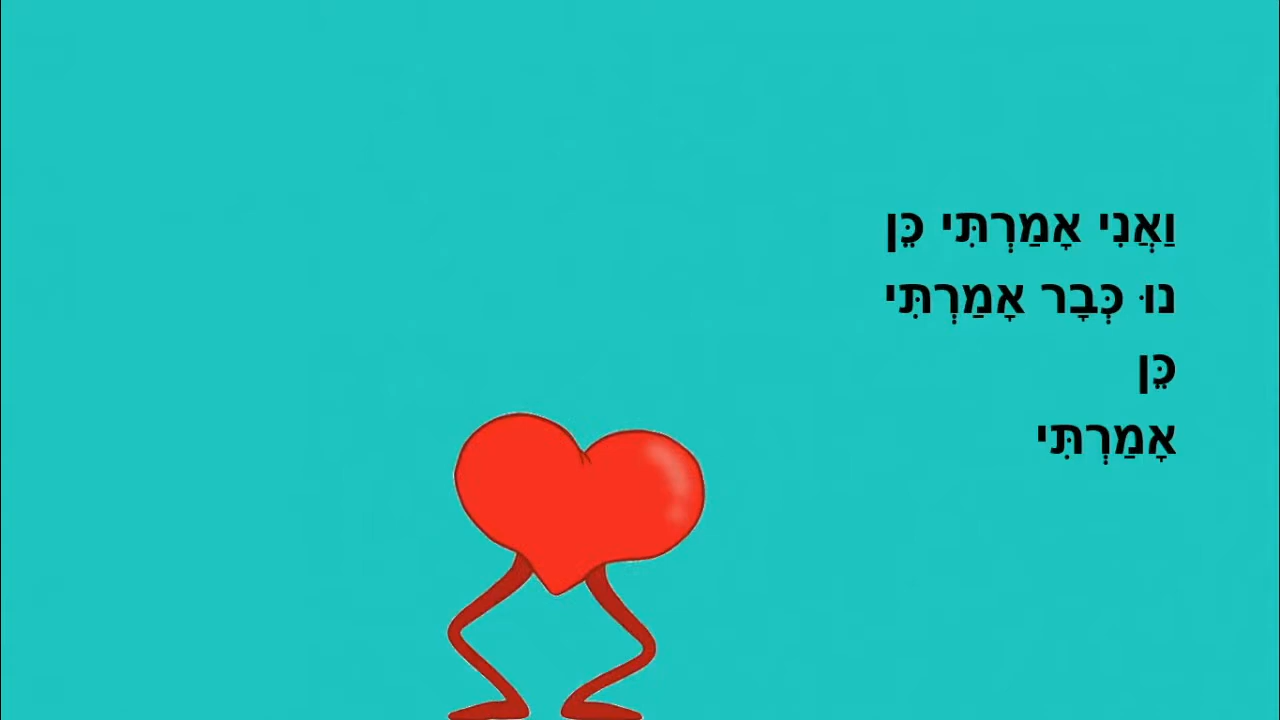 וַאֲנִי אָמַרְתִּי כֵּן
נוּ כְּבָר אָמַרְתִּי
כֵּן
אָמַרְתִּי